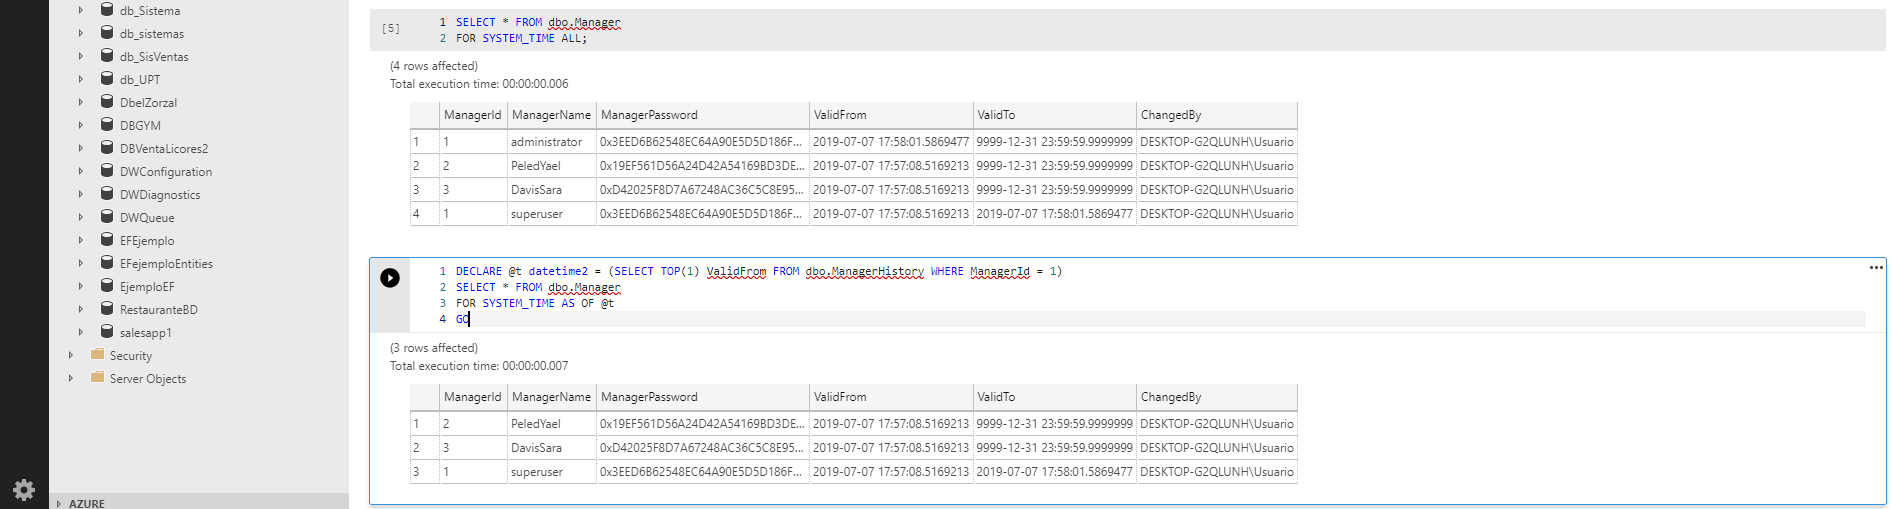 db_Sistema
db_sistemas
db_SisVentas
db_UPT
DbelZorzal
DBGYM
DBVentaLicores2
DWConfiguration
DWDiagnostics
DWQueue
EFEjemplo
EFejemploEntities
EjemploEF
RestauranteBD
salesapp1
Security
Server Objects
AZURE
[5]
1 SELECT * FROM dbo.Manager
2 FOR SYSTEM_TIME ALL;
(4 rows affected)
Total execution time: 00:00:00.006
ManagerId ManagerName ManagerPassword ValidFrom ValidTo ChangedBy
1 1 administrator 0x3EED6B62548EC64A90E5D5D186F... 2019-07-07 17:58:01.5869477 9999-12-31 23:59:59.9999999 DESKTOP-G2QLUNH\Usuario
2 2 PeledYael 0x19EF561D56A24D42A54169BD3DE... 2019-07-07 17:57:08.5169213 9999-12-31 23:59:59.9999999 DESKTOP-G2QLUNH\Usuario
3 3 DavisSara 0xD42025F8D7A67248AC36C5C8E95... 2019-07-07 17:57:08.5169213 9999-12-31 23:59:59.9999999 DESKTOP-G2QLUNH\Usuario
4 1 superuser 0x3EED6B62548EC64A90E5D5D186F... 2019-07-07 17:57:08.5169213 2019-07-07 17:58:01.5869477 DESKTOP-G2QLUNH\Usuario
1 DECLARE @t datetime2 = (SELECT TOP(1) ValidFrom FROM dbo.ManagerHistory WHERE ManagerId = 1)
2 SELECT * FROM dbo.Manager
3 FOR SYSTEM_TIME AS OF @t
4 GO
(3 rows affected)
Total execution time: 00:00:00.007
ManagerId ManagerName ManagerPassword ValidFrom ValidTo ChangedBy
1 2 PeledYael 0x19EF561D56A24D42A54169BD3DE... 2019-07-07 17:57:08.5169213 9999-12-31 23:59:59.9999999 DESKTOP-G2QLUNH\Usuario
2 3 DavisSara 0xD42025F8D7A67248AC36C5C8E95... 2019-07-07 17:57:08.5169213 9999-12-31 23:59:59.9999999 DESKTOP-G2QLUNH\Usuario
3 1 superuser 0x3EED6B62548EC64A90E5D5D186F... 2019-07-07 17:57:08.5169213 2019-07-07 17:58:01.5869477 DESKTOP-G2QLUNH\Usuario